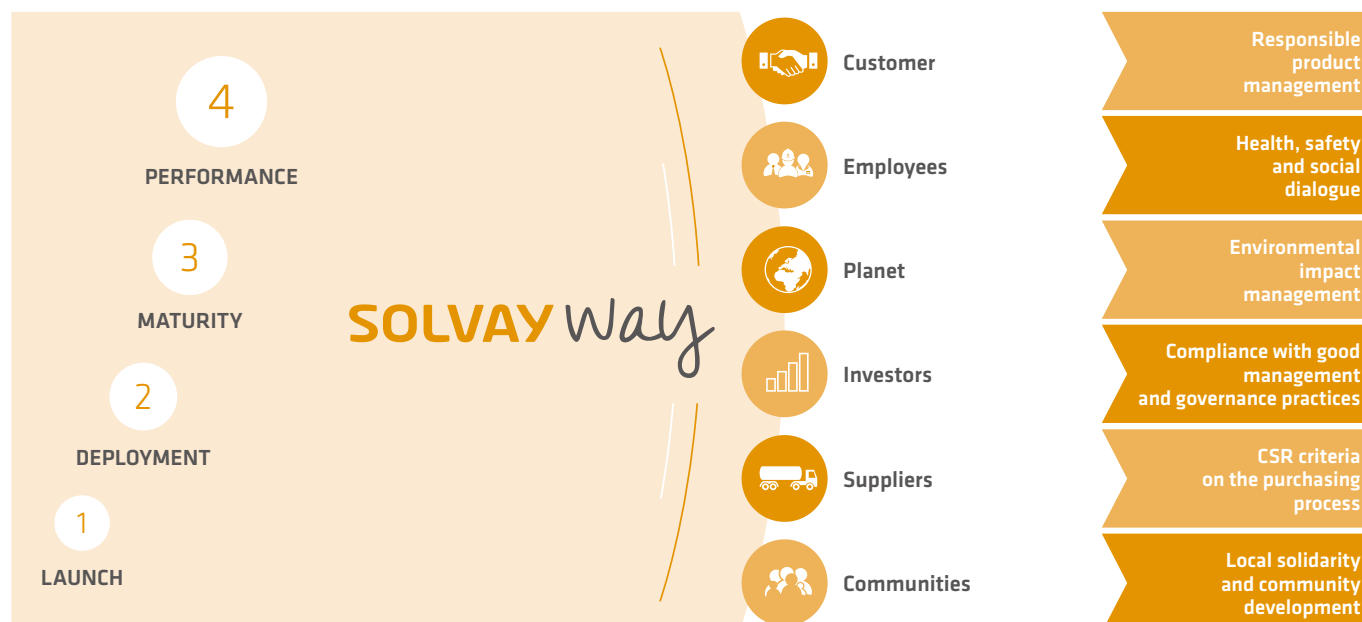 4
PERFORMANCE
3
MATURITY
2
DEPLOYMENT
1
LAUNCH
SOLVAY way
Customer
Employees
Planet
Investors
Suppliers
Communities
Responsible
product
management
Health, safety
and social
dialogue
Environmental
impact
management
Compliance with good
management
and governance practices
CSR criteria
on the purchasing
process
Local solidarity
and community
development